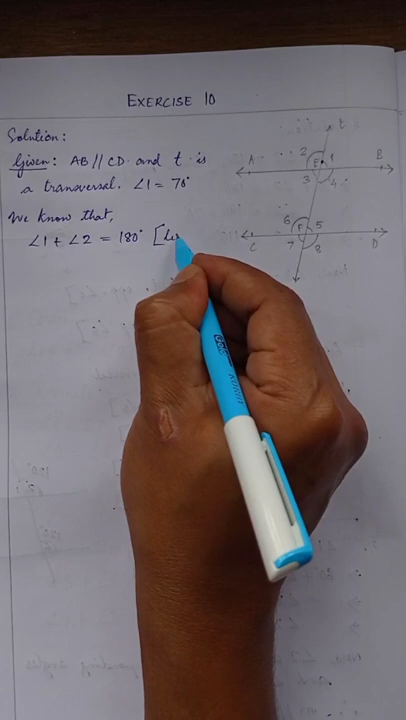 EXERCISE 10
Solution:
Given: AB // CD and t is
a transversal. ∠1 = 70°
We know that,
∠1 + ∠2 = 180° [Li
t
2 E 1
A B
3 4
6 F 5
C D
7 8